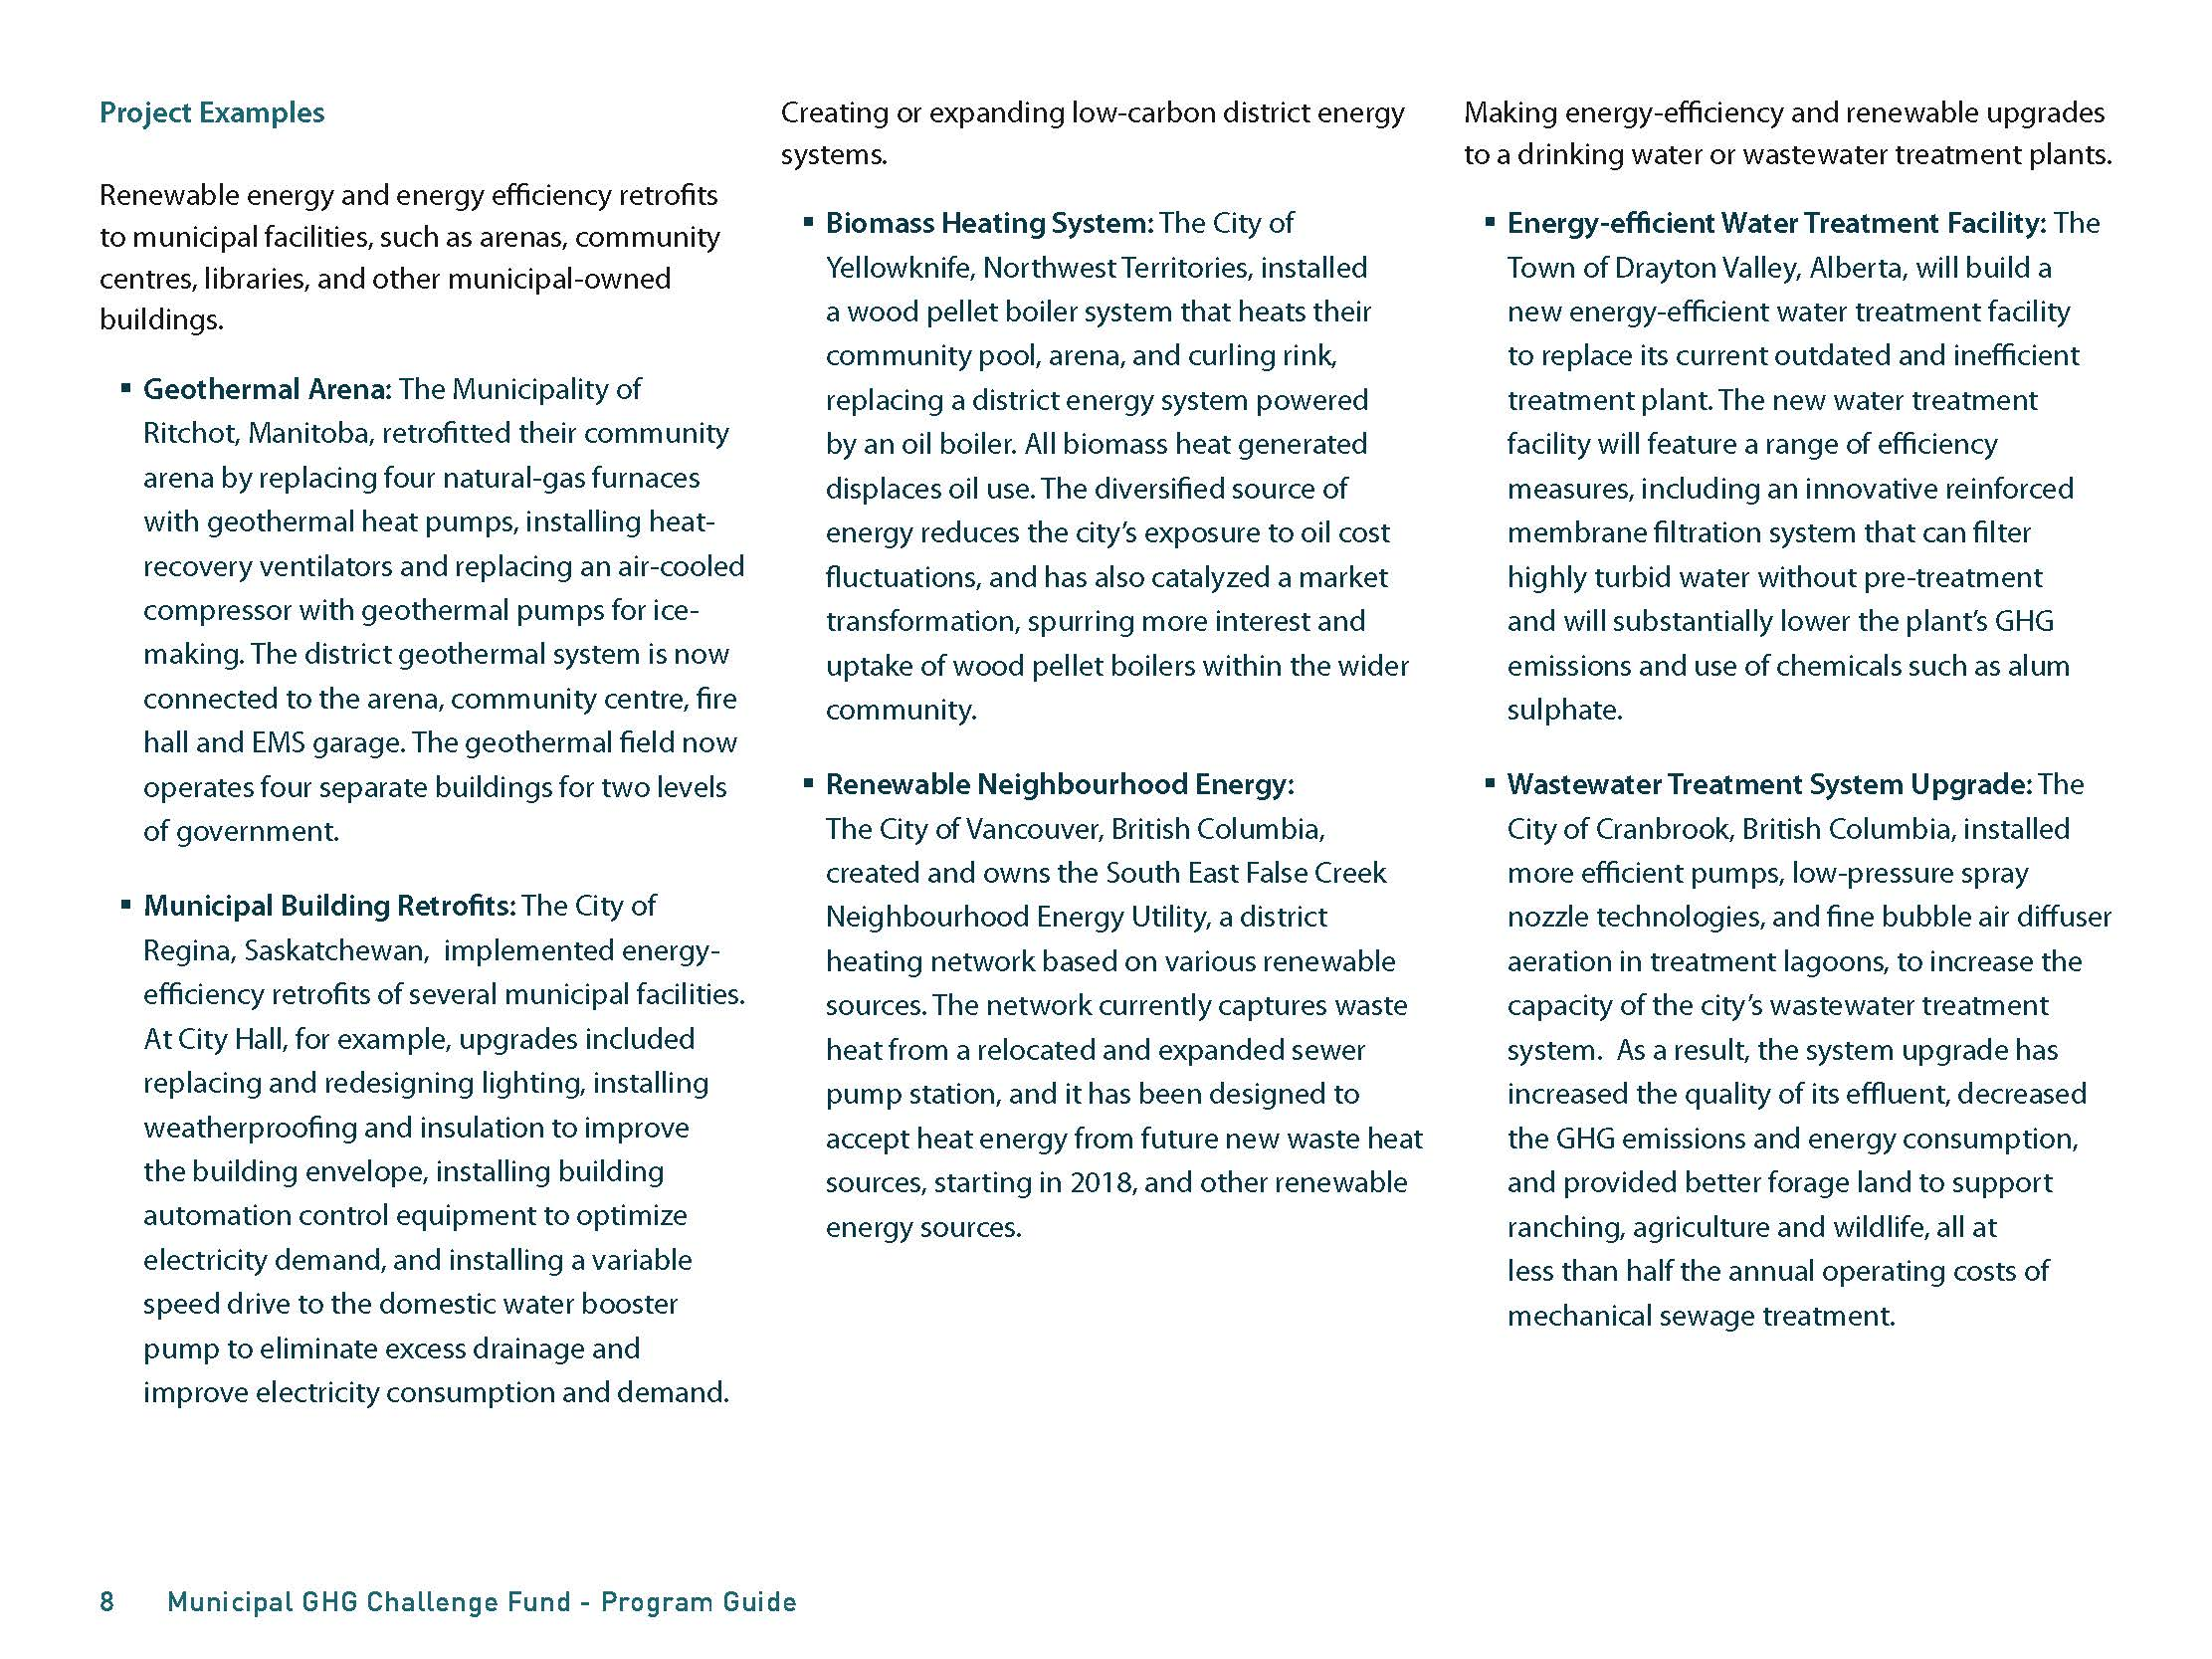 Project Examples
Renewable energy and energy efficiency retrofits
to municipal facilities, such as arenas, community
centres, libraries, and other municipal-owned
buildings.
▪ Geothermal Arena: The Municipality of
Ritchot, Manitoba, retrofitted their community
arena by replacing four natural-gas furnaces
with geothermal heat pumps, installing heat-
recovery ventilators and replacing an air-cooled
compressor with geothermal pumps for ice-
making. The district geothermal system is now
connected to the arena, community centre, fire
hall and EMS garage. The geothermal field now
operates four separate buildings for two levels
of government.
▪ Municipal Building Retrofits: The City of
Regina, Saskatchewan,  implemented energy-
efficiency retrofits of several municipal facilities.
At City Hall, for example, upgrades included
replacing and redesigning lighting, installing
weatherproofing and insulation to improve
the building envelope, installing building
automation control equipment to optimize
electricity demand, and installing a variable
speed drive to the domestic water booster
pump to eliminate excess drainage and
improve electricity consumption and demand.
Creating or expanding low-carbon district energy
systems.
▪ Biomass Heating System: The City of
Yellowknife, Northwest Territories, installed
a wood pellet boiler system that heats their
community pool, arena, and curling rink,
replacing a district energy system powered
by an oil boiler. All biomass heat generated
displaces oil use. The diversified source of
energy reduces the city’s exposure to oil cost
fluctuations, and has also catalyzed a market
transformation, spurring more interest and
uptake of wood pellet boilers within the wider
community.
▪ Renewable Neighbourhood Energy:
The City of Vancouver, British Columbia,
created and owns the South East False Creek
Neighbourhood Energy Utility, a district
heating network based on various renewable
sources. The network currently captures waste
heat from a relocated and expanded sewer
pump station, and it has been designed to
accept heat energy from future new waste heat
sources, starting in 2018, and other renewable
energy sources.
Making energy-efficiency and renewable upgrades
to a drinking water or wastewater treatment plants.
▪ Energy-efficient Water Treatment Facility: The
Town of Drayton Valley, Alberta, will build a
new energy-efficient water treatment facility
to replace its current outdated and inefficient
treatment plant. The new water treatment
facility will feature a range of efficiency
measures, including an innovative reinforced
membrane filtration system that can filter
highly turbid water without pre-treatment
and will substantially lower the plant’s GHG
emissions and use of chemicals such as alum
sulphate.
▪ Wastewater Treatment System Upgrade: The
City of Cranbrook, British Columbia, installed
more efficient pumps, low-pressure spray
nozzle technologies, and fine bubble air diffuser
aeration in treatment lagoons, to increase the
capacity of the city’s wastewater treatment
system.  As a result, the system upgrade has
increased the quality of its effluent, decreased
the GHG emissions and energy consumption,
and provided better forage land to support
ranching, agriculture and wildlife, all at
less than half the annual operating costs of
mechanical sewage treatment.
8 Municipal GHG Challenge Fund - Program Guide